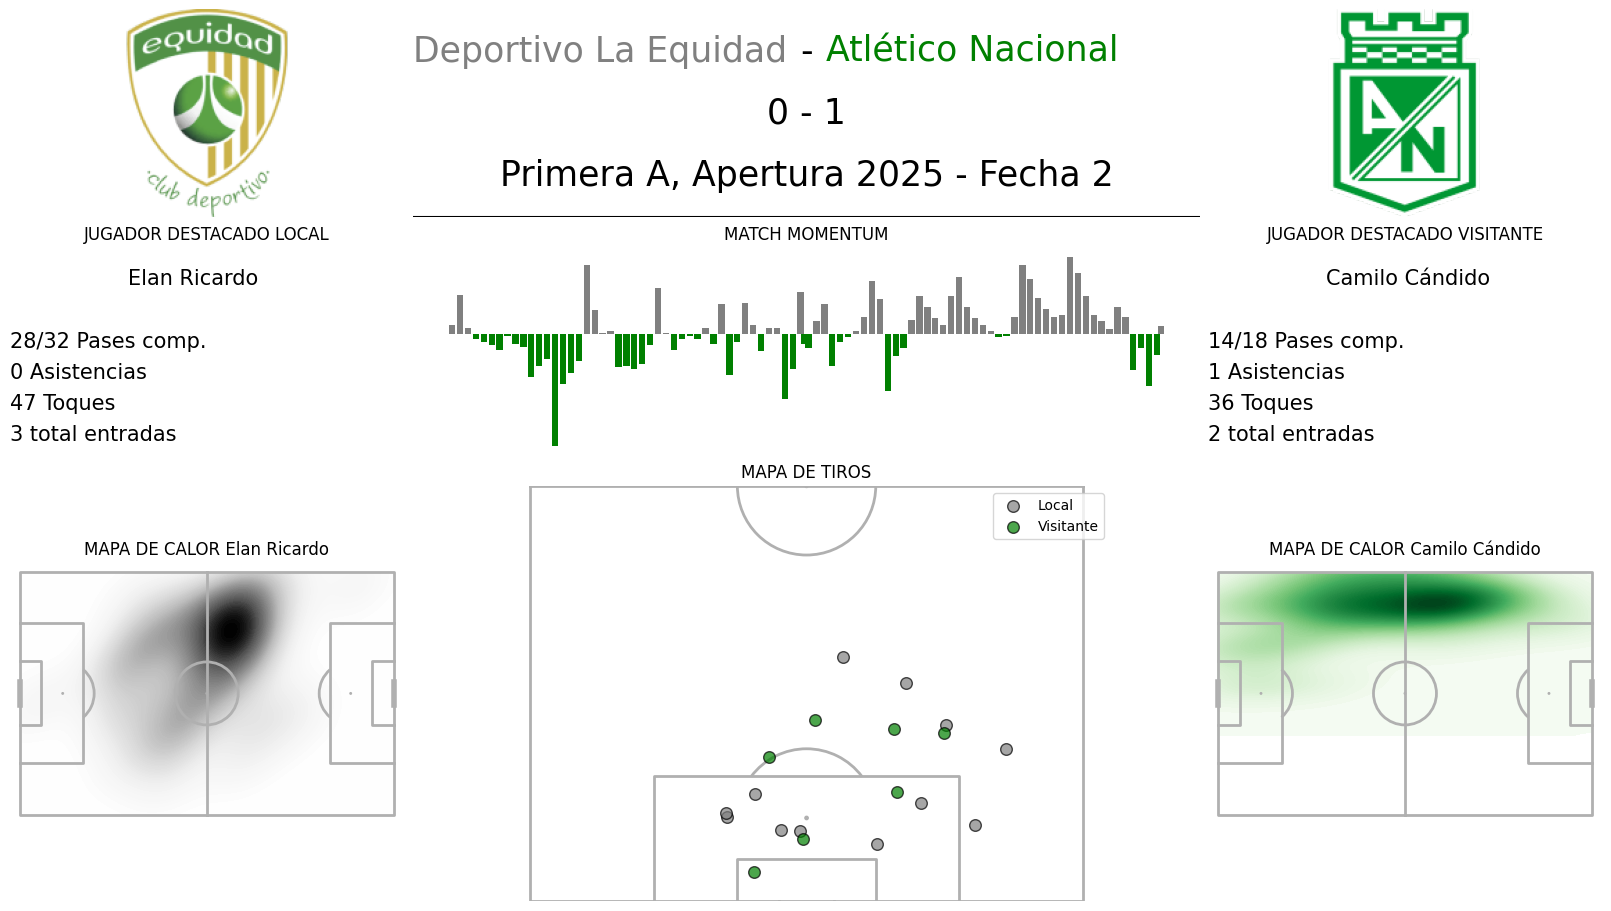 equidad
club deportivo
Deportivo La Equidad - Atlético Nacional
0 - 1
Primera A, Apertura 2025 - Fecha 2
AN
JUGADOR DESTACADO LOCAL
Elan Ricardo
28/32 Pases comp.
0 Asistencias
47 Toques
3 total entradas
MAPA DE CALOR Elan Ricardo
MATCH MOMENTUM
MAPA DE TIROS
Local
Visitante
JUGADOR DESTACADO VISITANTE
Camilo Cándido
14/18 Pases comp.
1 Asistencias
36 Toques
2 total entradas
MAPA DE CALOR Camilo Cándido